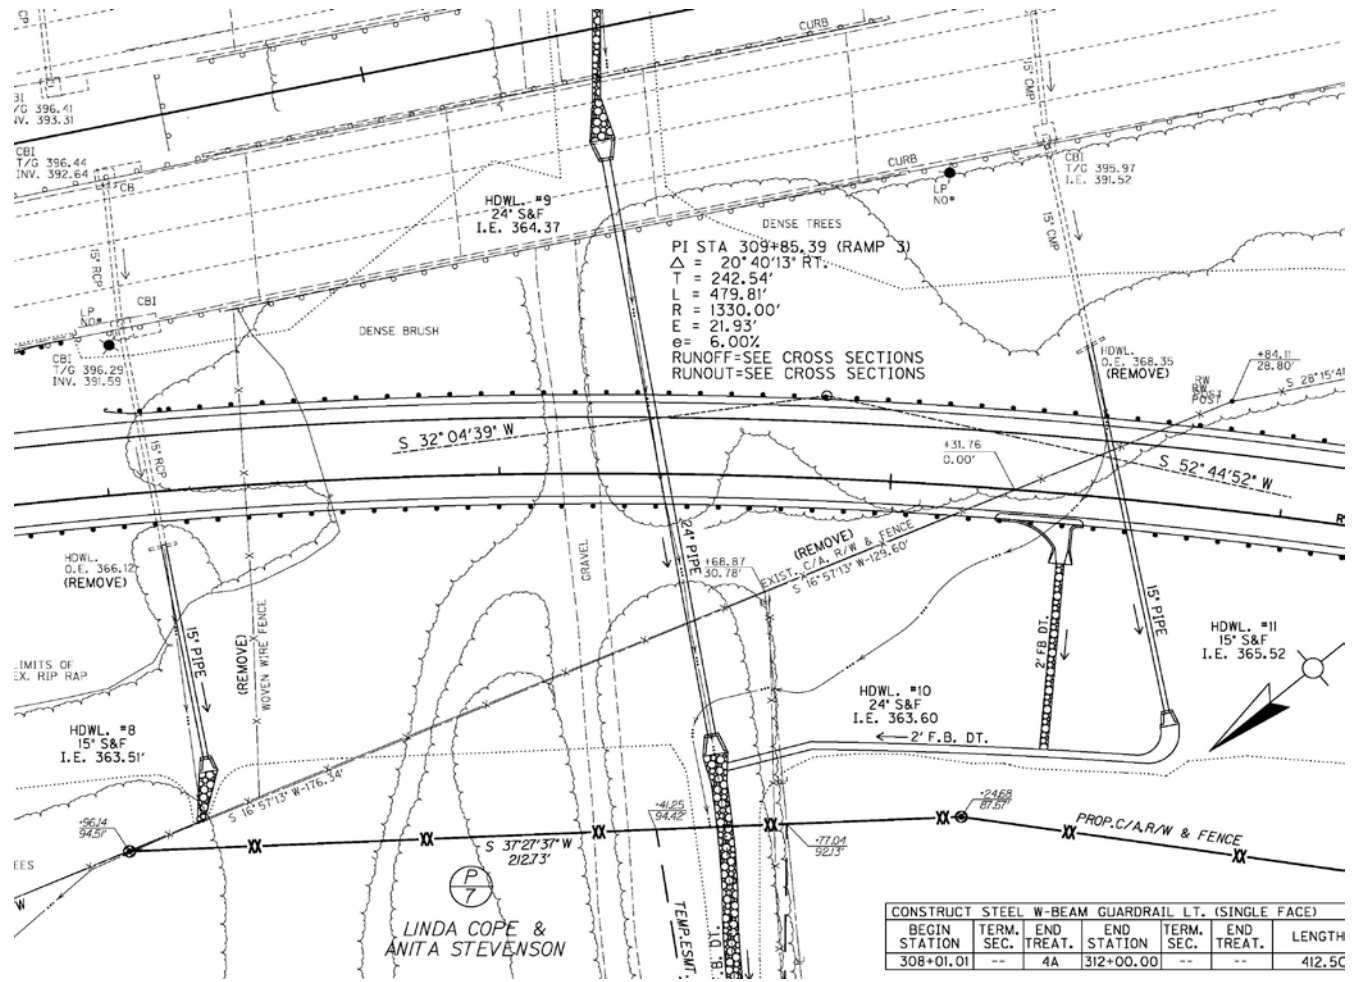 CP
CURB
BI
T/G 396.41
INV. 393.31
CBI
T/G 396.44
INV. 392.64
CB
15" CMP
CBI
T/G 395.97
I.E. 391.52
CURB
LP
NO#
HDWL. #9
24" S&F
I.E. 364.37
DENSE TREES
15" CMP
PI STA 309+85.39 (RAMP 3)
Δ = 20°40'13" RT.
T = 242.54'
L = 479.81'
R = 1330.00'
E = 21.93'
e= 6.00%
RUNOFF=SEE CROSS SECTIONS
RUNOUT=SEE CROSS SECTIONS
15" RCP
CBI
LP
NO#
DENSE BRUSH
CBI
T/G 396.29
INV. 391.59
HDWL.
O.E. 368.35
(REMOVE)
+84.11
28.80'
RW
POST
S 28°15'4
S 32°04'39" W
+31.76
0.00'
S 52°44'52" W
15" RCP
R
HDWL.
O.E. 366.12
(REMOVE)
GRAVEL
24" PIPE
(REMOVE)
EXIST. C/A, R/W & FENCE
S 16°57'13" W-129.60'
+68.87
30.78'
15" PIPE
(REMOVE)
WOVEN WIRE FENCE
2' FB DT.
15" PIPE
HDWL. #11
15" S&F
I.E. 365.52
LIMITS OF
EX. RIP RAP
HDWL. #10
24" S&F
I.E. 363.60
HDWL. #8
15" S&F
I.E. 363.51'
2' F.B. DT.
S 16°57'13" W-176.34'
+96.14
94.51'
+41.25
94.42'
+24.68
87.67'
+77.04
92.13'
PROP.C/A,R/W & FENCE
S 37°27'37" W
212.73'
EES
W
P
7
LINDA COPE &
ANITA STEVENSON
TEMP.ESMT.
B. DT.
CONSTRUCT STEEL W-BEAM GUARDRAIL LT. (SINGLE FACE)
BEGIN STATION TERM. SEC. END TREAT. END STATION TERM. SEC. END TREAT. LENGTH
308+01.01 -- 4A 312+00.00 -- -- 412.50